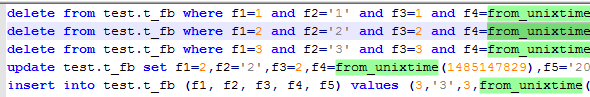 delete from test.t_fb where f1=1 and f2='1' and f3=1 and f4=from_unixtime
delete from test.t_fb where f1=2 and f2='2' and f3=2 and f4=from_unixtime
delete from test.t_fb where f1=3 and f2='3' and f3=3 and f4=from_unixtime
update test.t_fb set f1=2,f2='2',f3=2,f4=from_unixtime(1485147829),f5='20
insert into test.t_fb (f1, f2, f3, f4, f5) values (3,'3',3,from_unixtime(